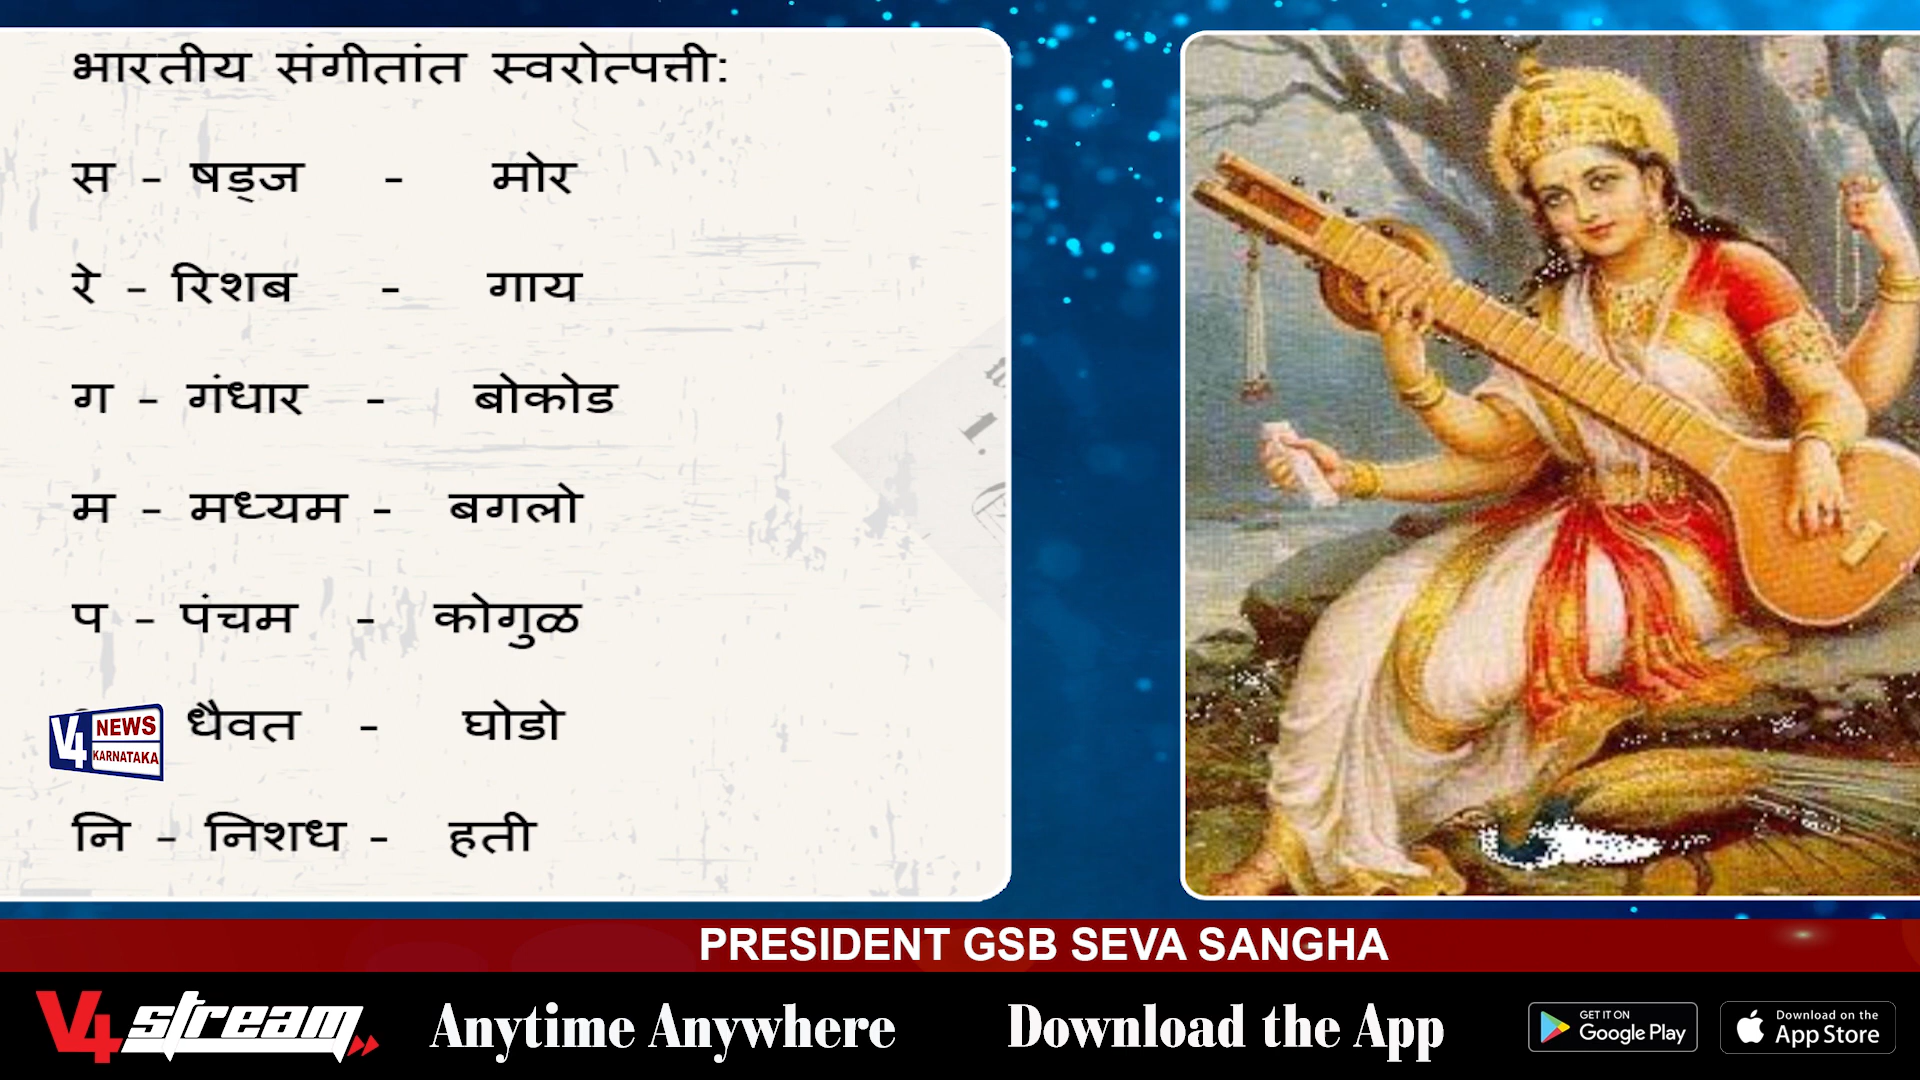 भारतीय संगीतांत स्वरोत्पत्ती:
स - षड्ज - मोर
रे - रिशब - गाय
ग - गंधार - बोकोड
म - मध्यम - बगलो
प - पंचम - कोगुळ
धैवत - घोडो
नि - निशध - हती
V4 NEWS KARNATAKA
PRESIDENT GSB SEVA SANGHA
V4 stream Anytime Anywhere Download the App
GET IT ON
Google Play
Download on the
App Store